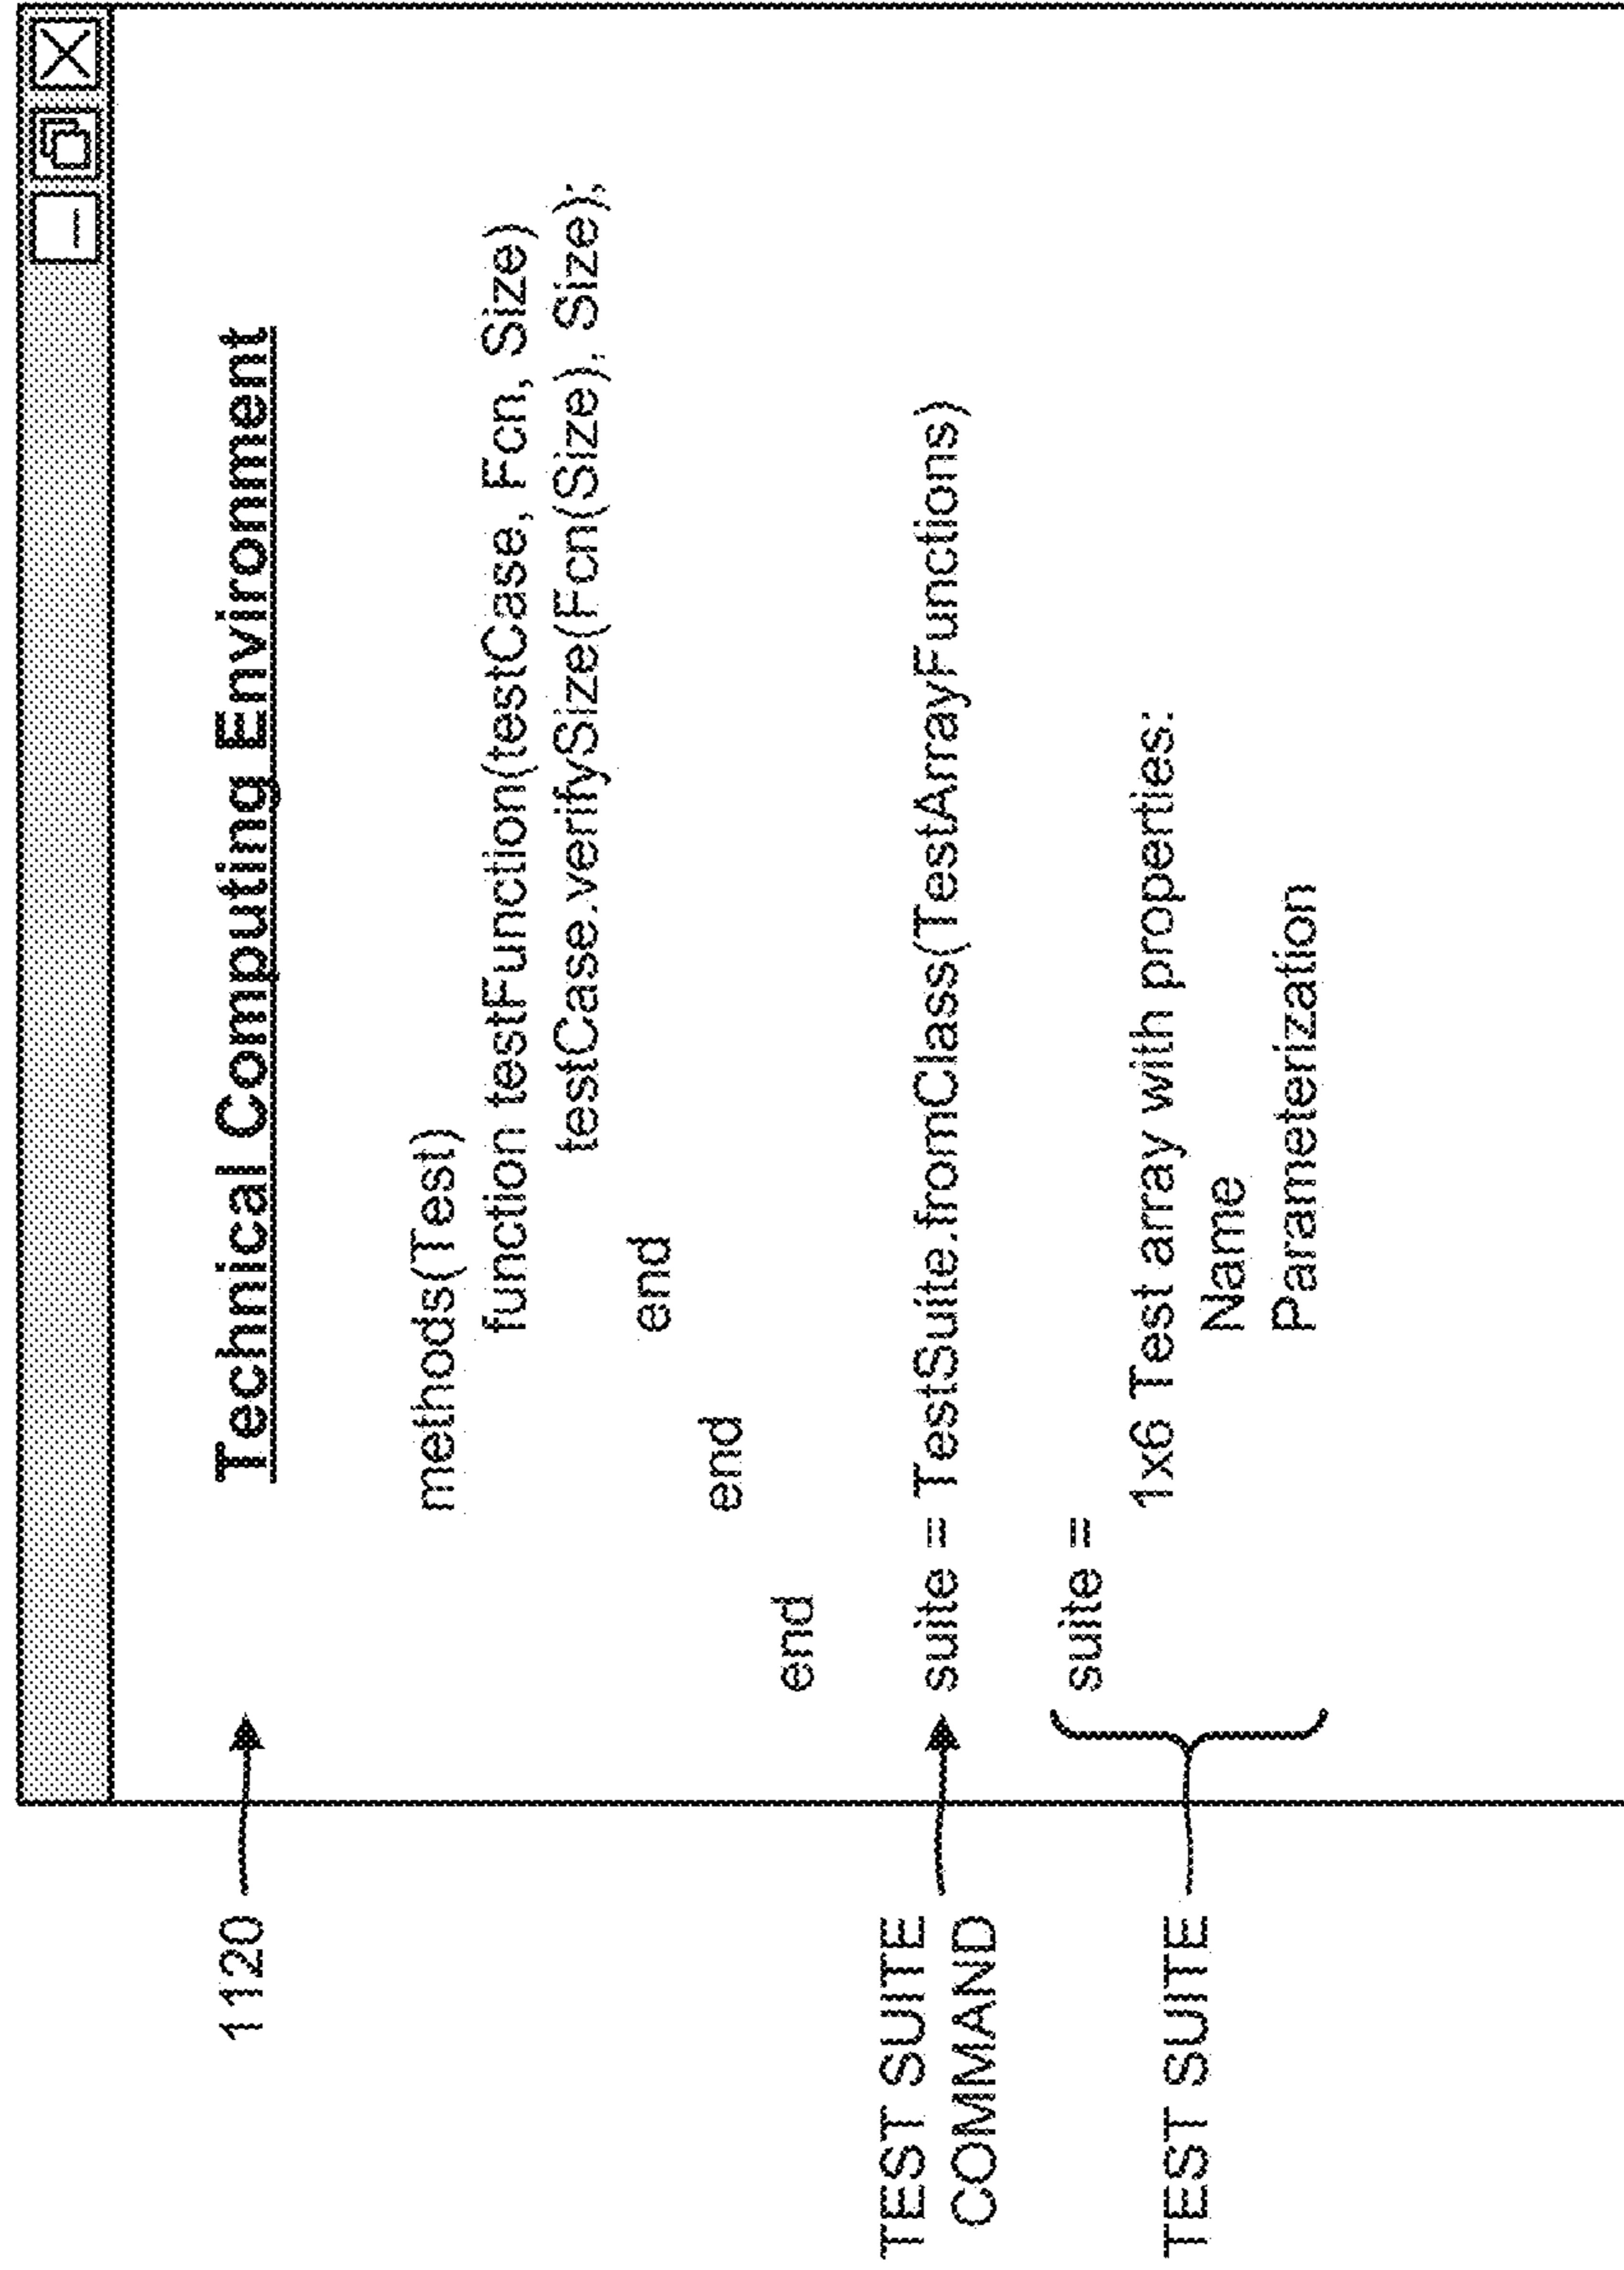 Technical Computing Environment
1120
methods(Test)
function testFunction(testCase, Fcn, Size)
testCase.verifySize(Fcn(Size), Size);
end
end
end
TEST SUITE
COMMAND
suite = TestSuite.fromClass(TestArrayFunctions)
TEST SUITE
suite =
1x6 Test array with properties:
Name
Parameterization